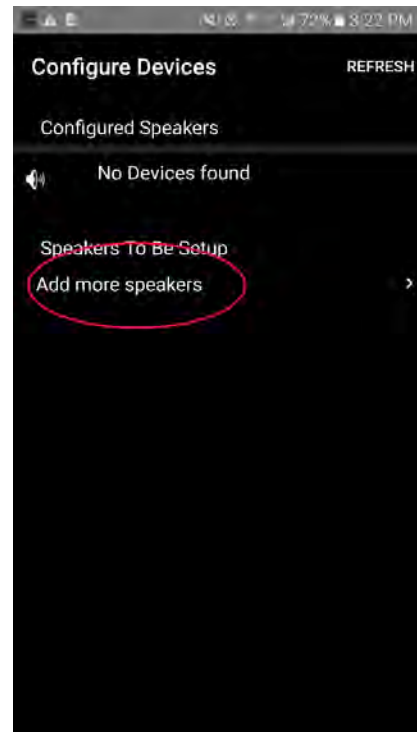 72% 3:22 PM
Configure Devices REFRESH
Configured Speakers
No Devices found
Speakers To Be Setup
Add more speakers